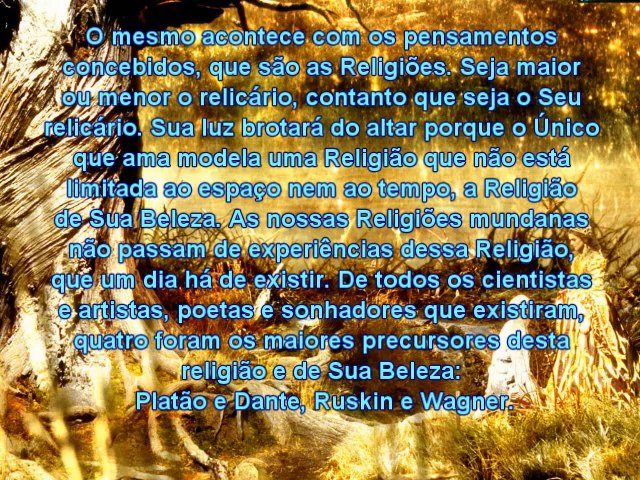 O mesmo acontece com os pensamentos
concebidos, que são as Religiões. Seja maior
ou menor o relicário, contanto que seja o Seu
relicário. Sua luz brotará do altar porque o Único
que ama modela uma Religião que não está
limitada ao espaço nem ao tempo, a Religião
de Sua Beleza. As nossas Religiões mundanas
não passam de experiências dessa Religião,
que um dia há de existir. De todos os cientistas
e artistas, poetas e sonhadores que existiram,
quatro foram os maiores precursores desta
religião e de Sua Beleza:
Platão e Dante, Ruskin e Wagner.